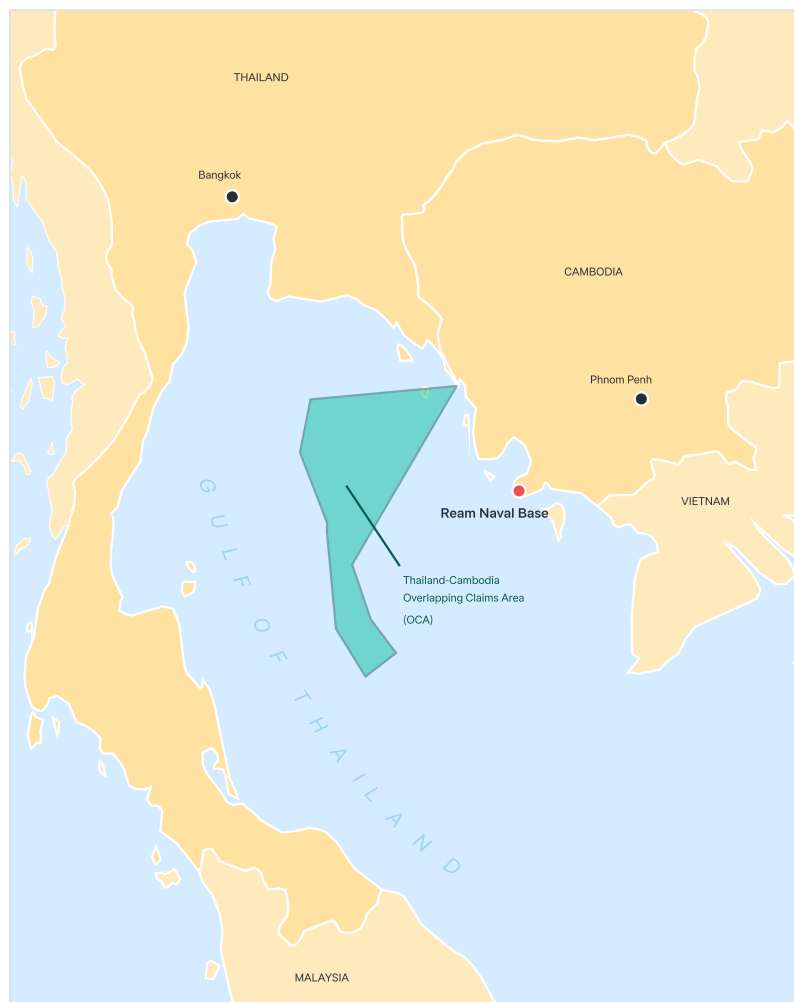 THAILAND
Bangkok
CAMBODIA
Phnom Penh
VIETNAM
Ream Naval Base
GULF OF THAILAND
Thailand-Cambodia
Overlapping Claims Area
(OCA)
MALAYSIA